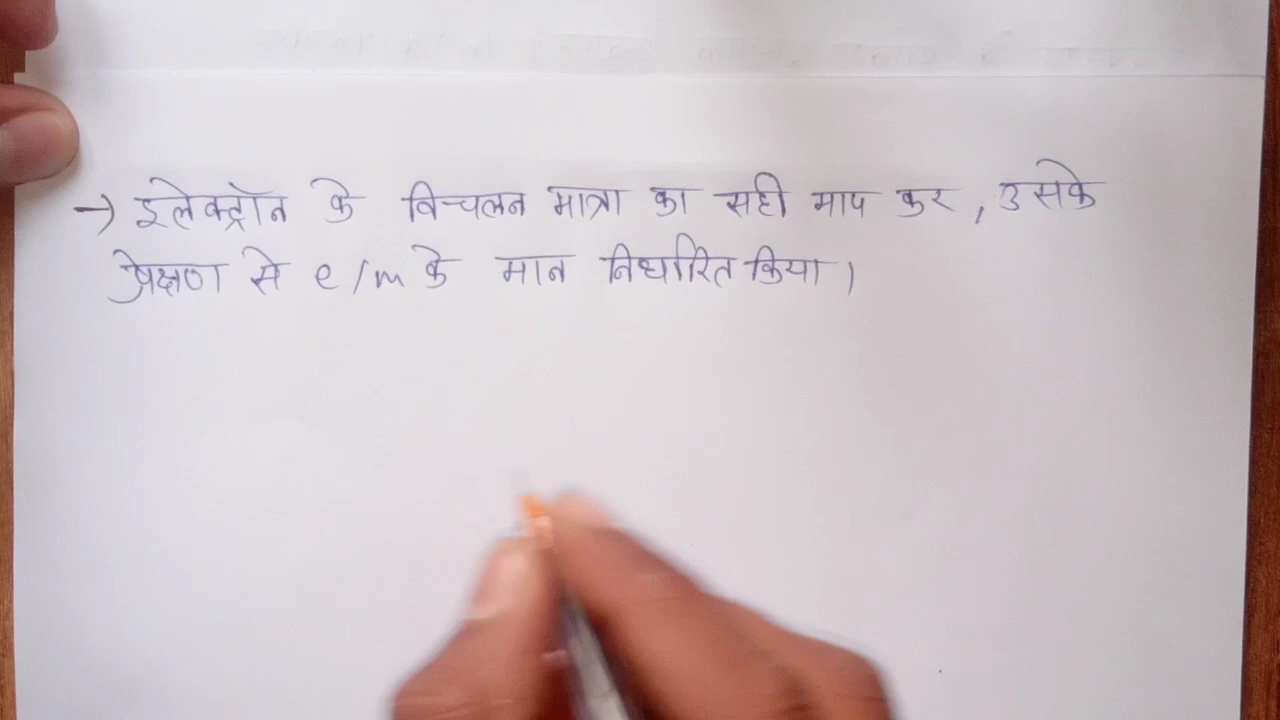 → इलेक्ट्रॉन के विचलन मात्रा का सही माप कर , उसके
प्रेक्षण से e/m के मान निर्धारित किया ।